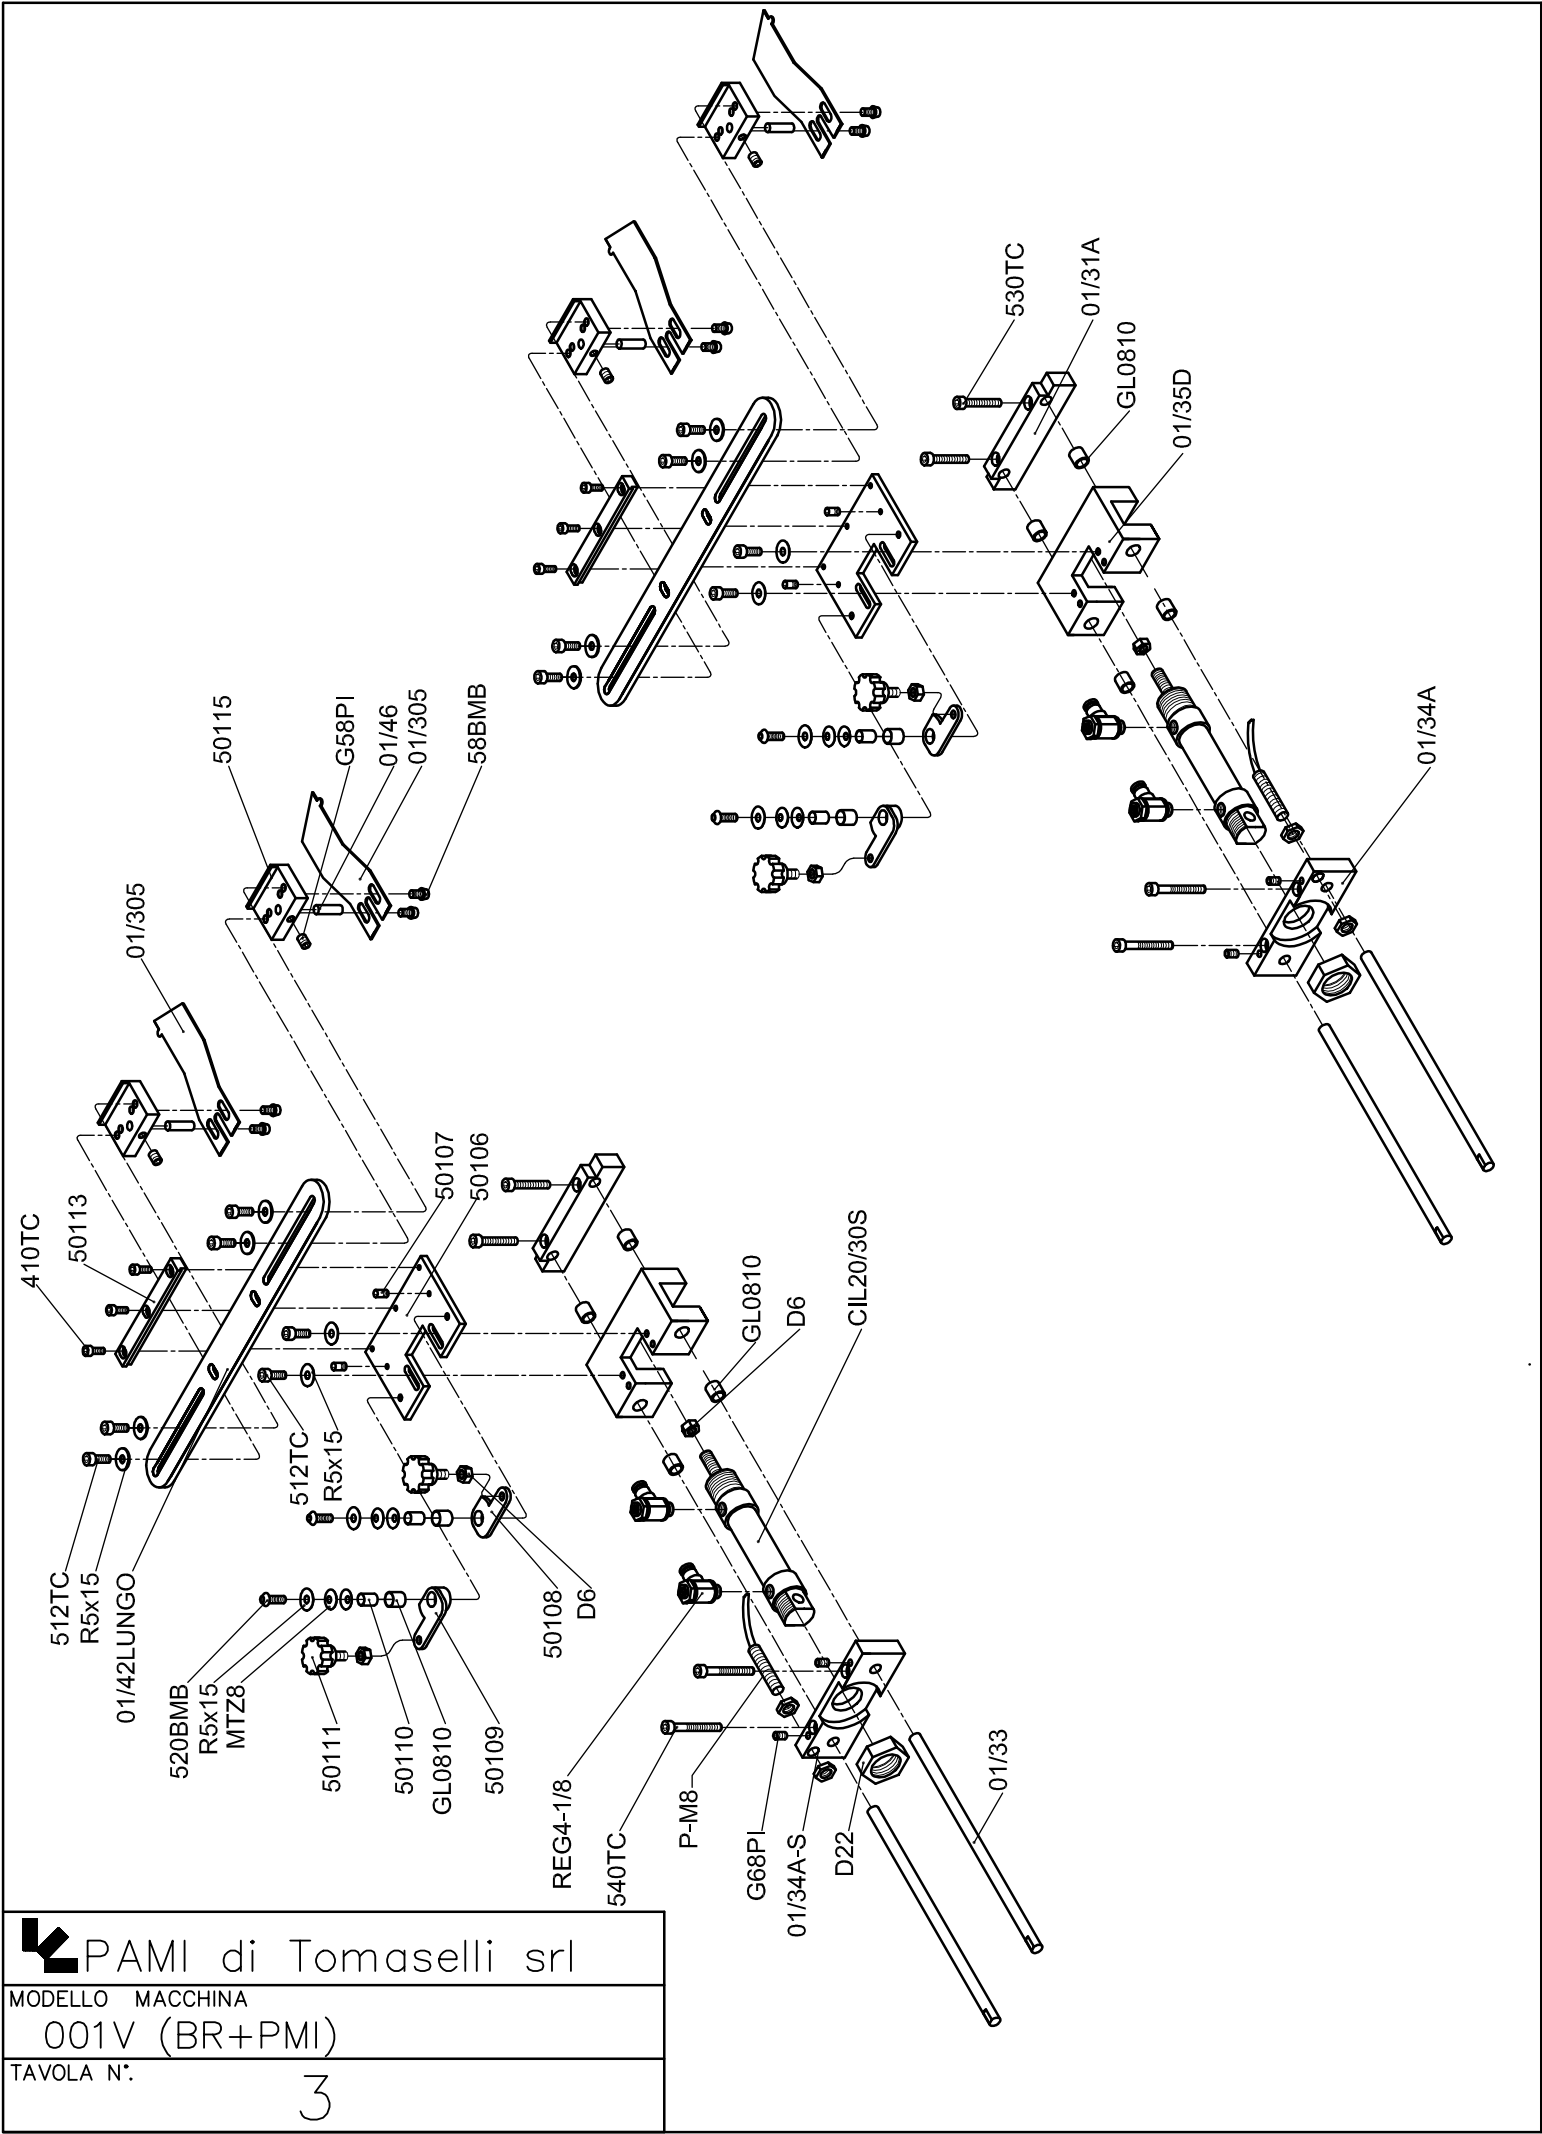 530TC
01/31A
GL0810
01/35D
01/34A
50115
G58PI
01/46
01/305
58BMB
01/305
410TC
50113
50107
50106
GL0810
D6
CIL20/30S
512TC
R5x15
512TC
R5x15
01/42LUNGO
520BMB
R5x15
MTZ8
50111
50110
GL0810
50109
50108
D6
REG4-1/8
540TC
P-M8
G68PI
01/34A-S
D22
01/33
PAMI di Tomaselli srl
MODELLO MACCHINA
001V (BR+PMI)
TAVOLA N°.
3